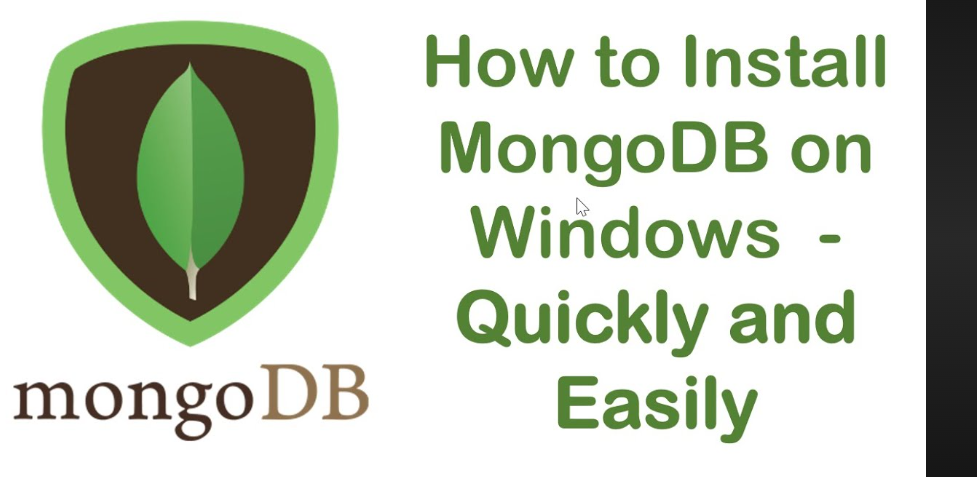 How to Install
MongoDB on
Windows -
Quickly and
Easily
mongoDB